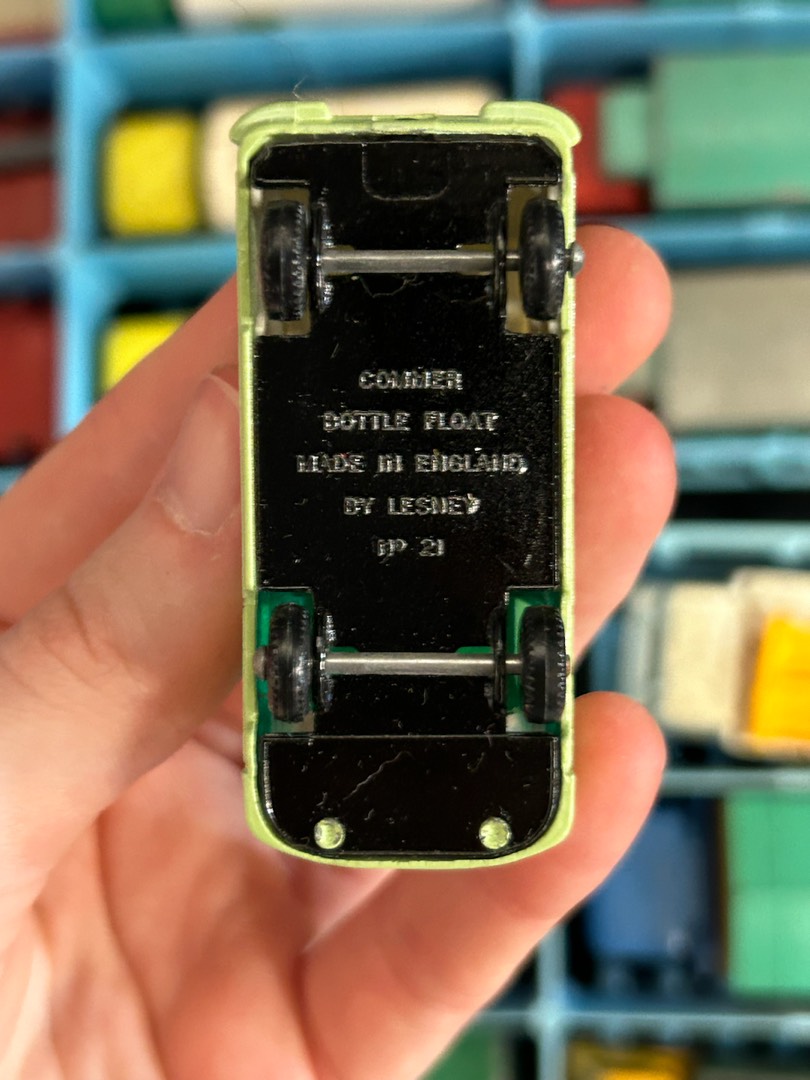 COMMER
BOTTLE FLOAT
MADE IN ENGLAND
BY LESNEY
Nº 21